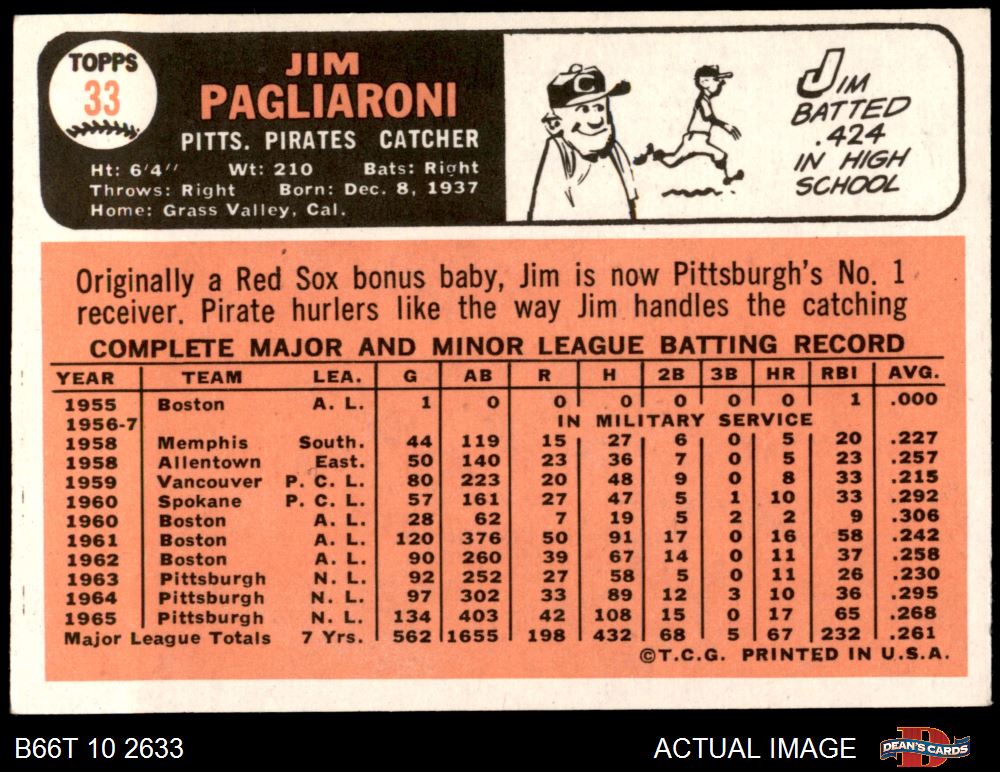 TOPPS
33
JIM
PAGLIARONI
PITTS. PIRATES CATCHER
Ht: 6'4'' Wt: 210 Bats: Right
Throws: Right Born: Dec. 8, 1937
Home: Grass Valley, Cal.
C
JIM
BATTED
.424
IN HIGH
SCHOOL
Originally a Red Sox bonus baby, Jim is now Pittsburgh's No. 1
receiver. Pirate hurlers like the way Jim handles the catching
COMPLETE MAJOR AND MINOR LEAGUE BATTING RECORD
YEAR TEAM LEA. G AB R H 2B 3B HR RBI AVG.
1955 Boston A. L. 1 0 0 0 0 0 0 1 .000
1956-7 IN MILITARY SERVICE
1958 Memphis South. 44 119 15 27 6 0 5 20 .227
1958 Allentown East. 50 140 23 36 7 0 5 23 .257
1959 Vancouver P. C. L. 80 223 20 48 9 0 8 33 .215
1960 Spokane P. C. L. 57 161 27 47 5 1 10 33 .292
1960 Boston A. L. 28 62 7 19 5 2 2 9 .306
1961 Boston A. L. 120 376 50 91 17 0 16 58 .242
1962 Boston A. L. 90 260 39 67 14 0 11 37 .258
1963 Pittsburgh N. L. 92 252 27 58 5 0 11 26 .230
1964 Pittsburgh N. L. 97 302 33 89 12 3 10 36 .295
1965 Pittsburgh N. L. 134 403 42 108 15 0 17 65 .268
Major League Totals 7 Yrs. 562 1655 198 432 68 5 67 232 .261
©T.C.G. PRINTED IN U.S.A.
B66T 10 2633 ACTUAL IMAGE
D
DEAN'S CARDS